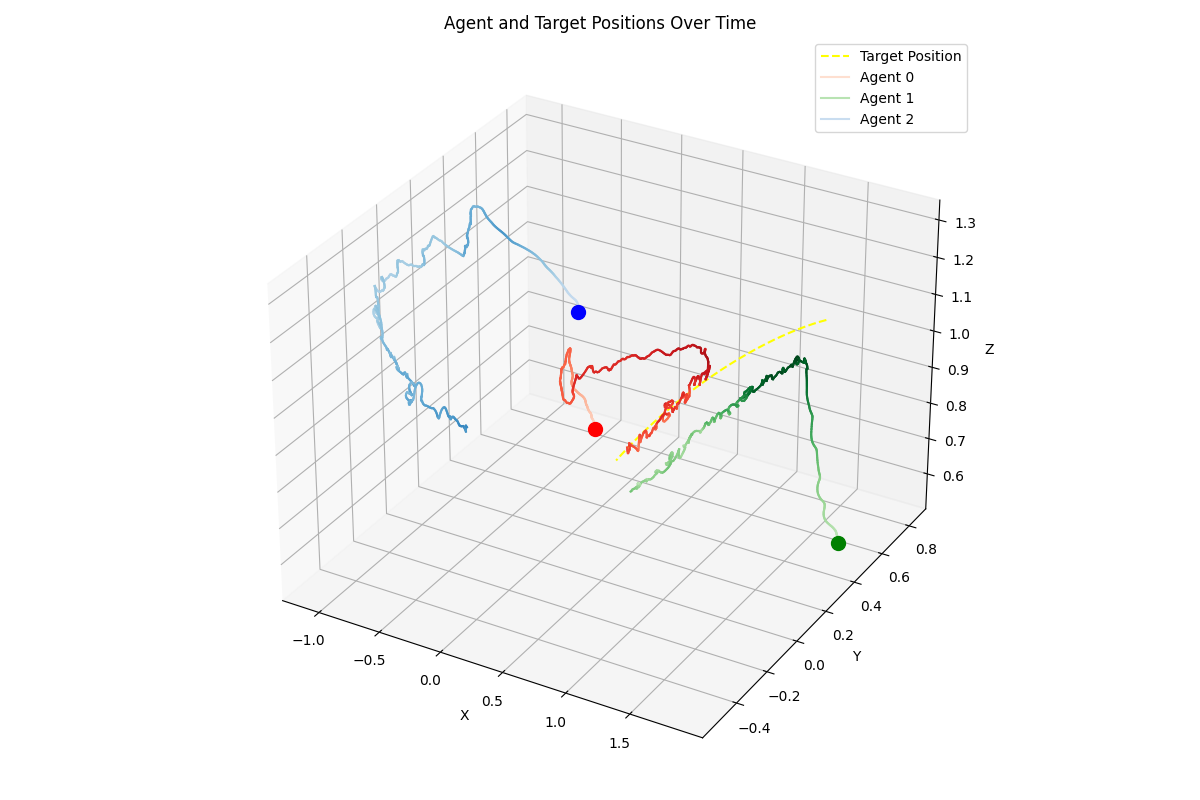 Agent and Target Positions Over Time
Target Position
Agent 0
Agent 1
Agent 2
1.3
1.2
1.1
1.0
0.9
0.8
0.7
0.6
Z
0.8
0.6
0.4
0.2
0.0
−0.2
−0.4
Y
−1.0
−0.5
0.0
0.5
1.0
1.5
X